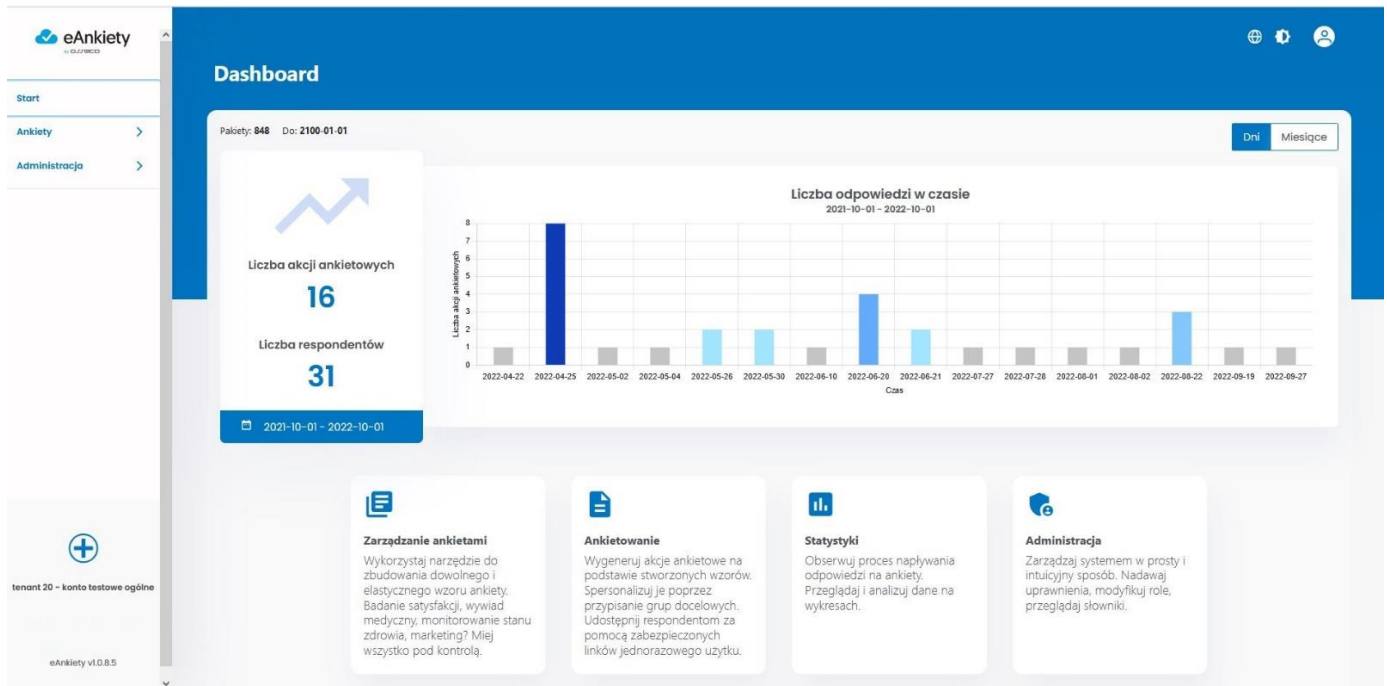 eAnkiety
by asseco
Start
Ankiety
Administracja
tenant 20 - konto testowe ogólne
eAnkiety v1.0.8.5
Dashboard
Pakiety: 848 Do: 2100-01-01
Dni Miesiące
Liczba akcji ankietowych
16
Liczba respondentów
31
2021-10-01 - 2022-10-01
Liczba odpowiedzi w czasie
2021-10-01 - 2022-10-01
Liczba akcji ankietowych
8
7
6
5
4
3
2
1
0
2022-04-22 2022-04-25 2022-05-02 2022-05-04 2022-05-26 2022-05-30 2022-06-10 2022-06-20 2022-06-21 2022-07-27 2022-07-28 2022-08-01 2022-08-02 2022-08-22 2022-09-19 2022-09-27
Czas
Zarządzanie ankietami
Wykorzystaj narzędzie do
zbudowania dowolnego i
elastycznego wzoru ankiety.
Badanie satysfakcji, wywiad
medyczny, monitorowanie stanu
zdrowia, marketing? Miej
wszystko pod kontrolą.
Ankietowanie
Wygeneruj akcje ankietowe na
podstawie stworzonych wzorów.
Spersonalizuj je poprzez
przypisanie grup docelowych.
Udostępnij respondentom za
pomocą zabezpieczonych
linków jednorazowego użytku.
Statystyki
Obserwuj proces napływania
odpowiedzi na ankiety.
Przeglądaj i analizuj dane na
wykresach.
Administracja
Zarządzaj systemem w prosty i
intuicyjny sposób. Nadawaj
uprawnienia, modyfikuj role,
przeglądaj słowniki.